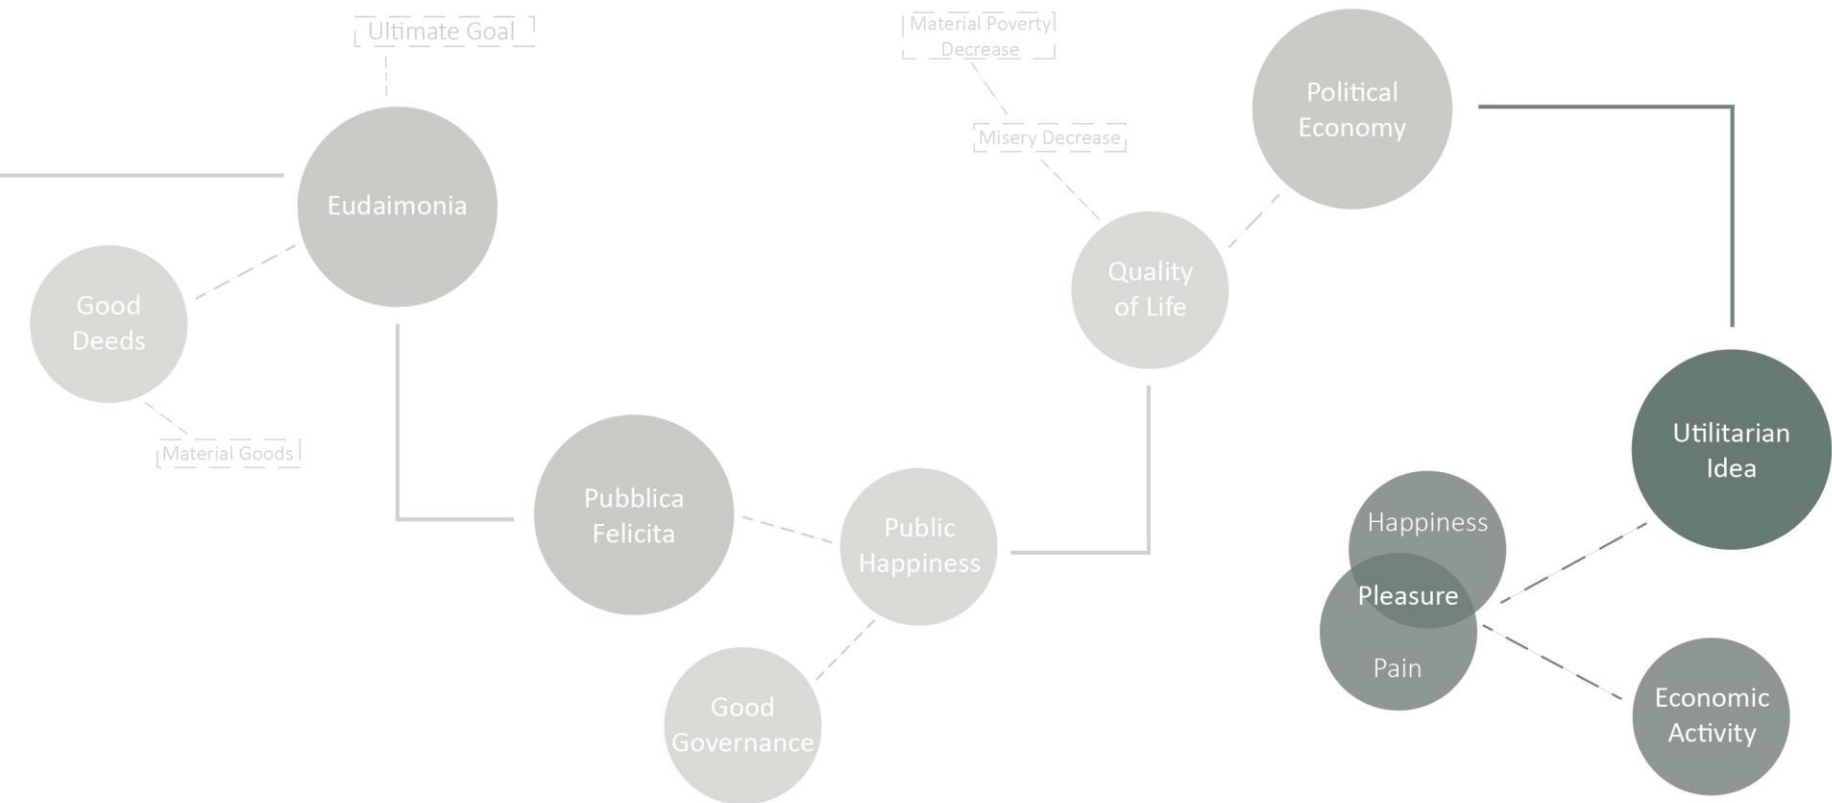 Ultimate Goal
Eudaimonia
Good
Deeds
Material Goods
Pubblica
Felicita
Public
Happiness
Good
Governance
Material Poverty
Decrease
Misery Decrease
Quality
of Life
Political
Economy
Utilitarian
Idea
Happiness
Pleasure
Pain
Economic
Activity